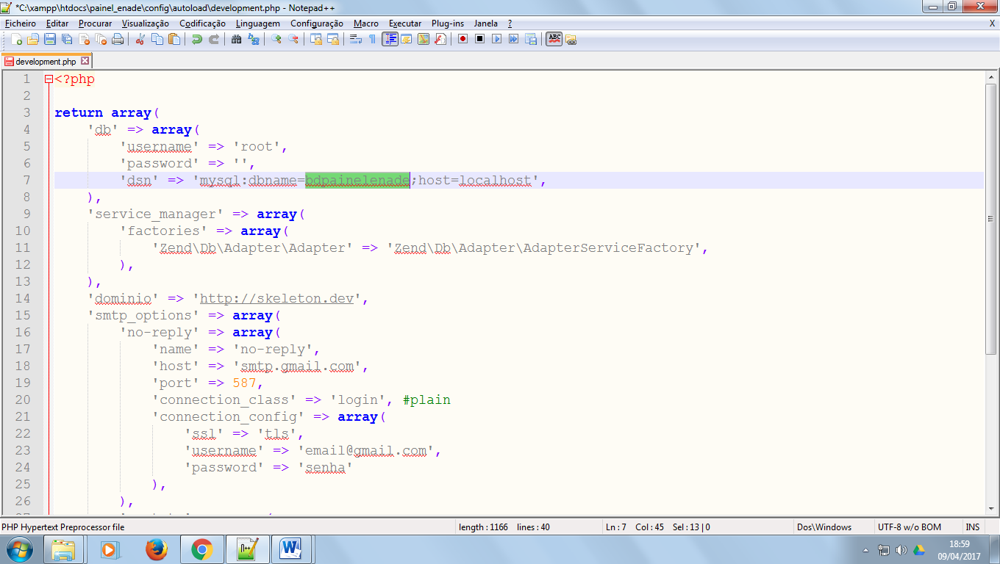 *C:\xampp\htdocs\painel_enade\config\autoload\development.php - Notepad++
Ficheiro Editar Procurar Visualização Codificação Linguagem Configuração Macro Executar Plug-ins Janela ? X
development.php
1 <?php
2
3 return array(
4 'db' => array(
5 'username' => 'root',
6 'password' => '',
7 'dsn' => 'mysql:dbname=bdpainelenade;host=localhost',
8 ),
9 'service_manager' => array(
10 'factories' => array(
11 'Zend\Db\Adapter\Adapter' => 'Zend\Db\Adapter\AdapterServiceFactory',
12 ),
13 ),
14 'dominio' => 'http://skeleton.dev',
15 'smtp_options' => array(
16 'no-reply' => array(
17 'name' => 'no-reply',
18 'host' => 'smtp.gmail.com',
19 'port' => 587,
20 'connection_class' => 'login', #plain
21 'connection_config' => array(
22 'ssl' => 'tls',
23 'username' => 'email@gmail.com',
24 'password' => 'senha'
25 ),
26 ),
PHP Hypertext Preprocessor file length : 1166 lines : 40 Ln : 7 Col : 45 Sel : 13 | 0 Dos\Windows UTF-8 w/o BOM INS
18:59
09/04/2017